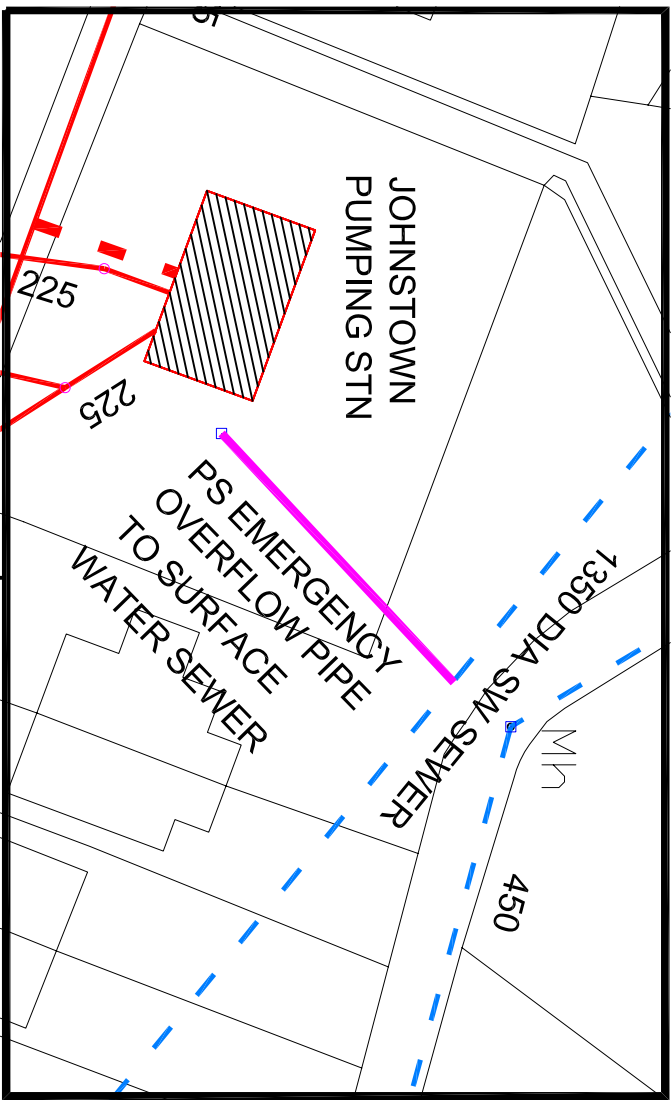 JOHNSTOWN
PUMPING STN
225
225
PS EMERGENCY
OVERFLOW PIPE
TO SURFACE
WATER SEWER
1350 DIA SW SEWER
Mh
450